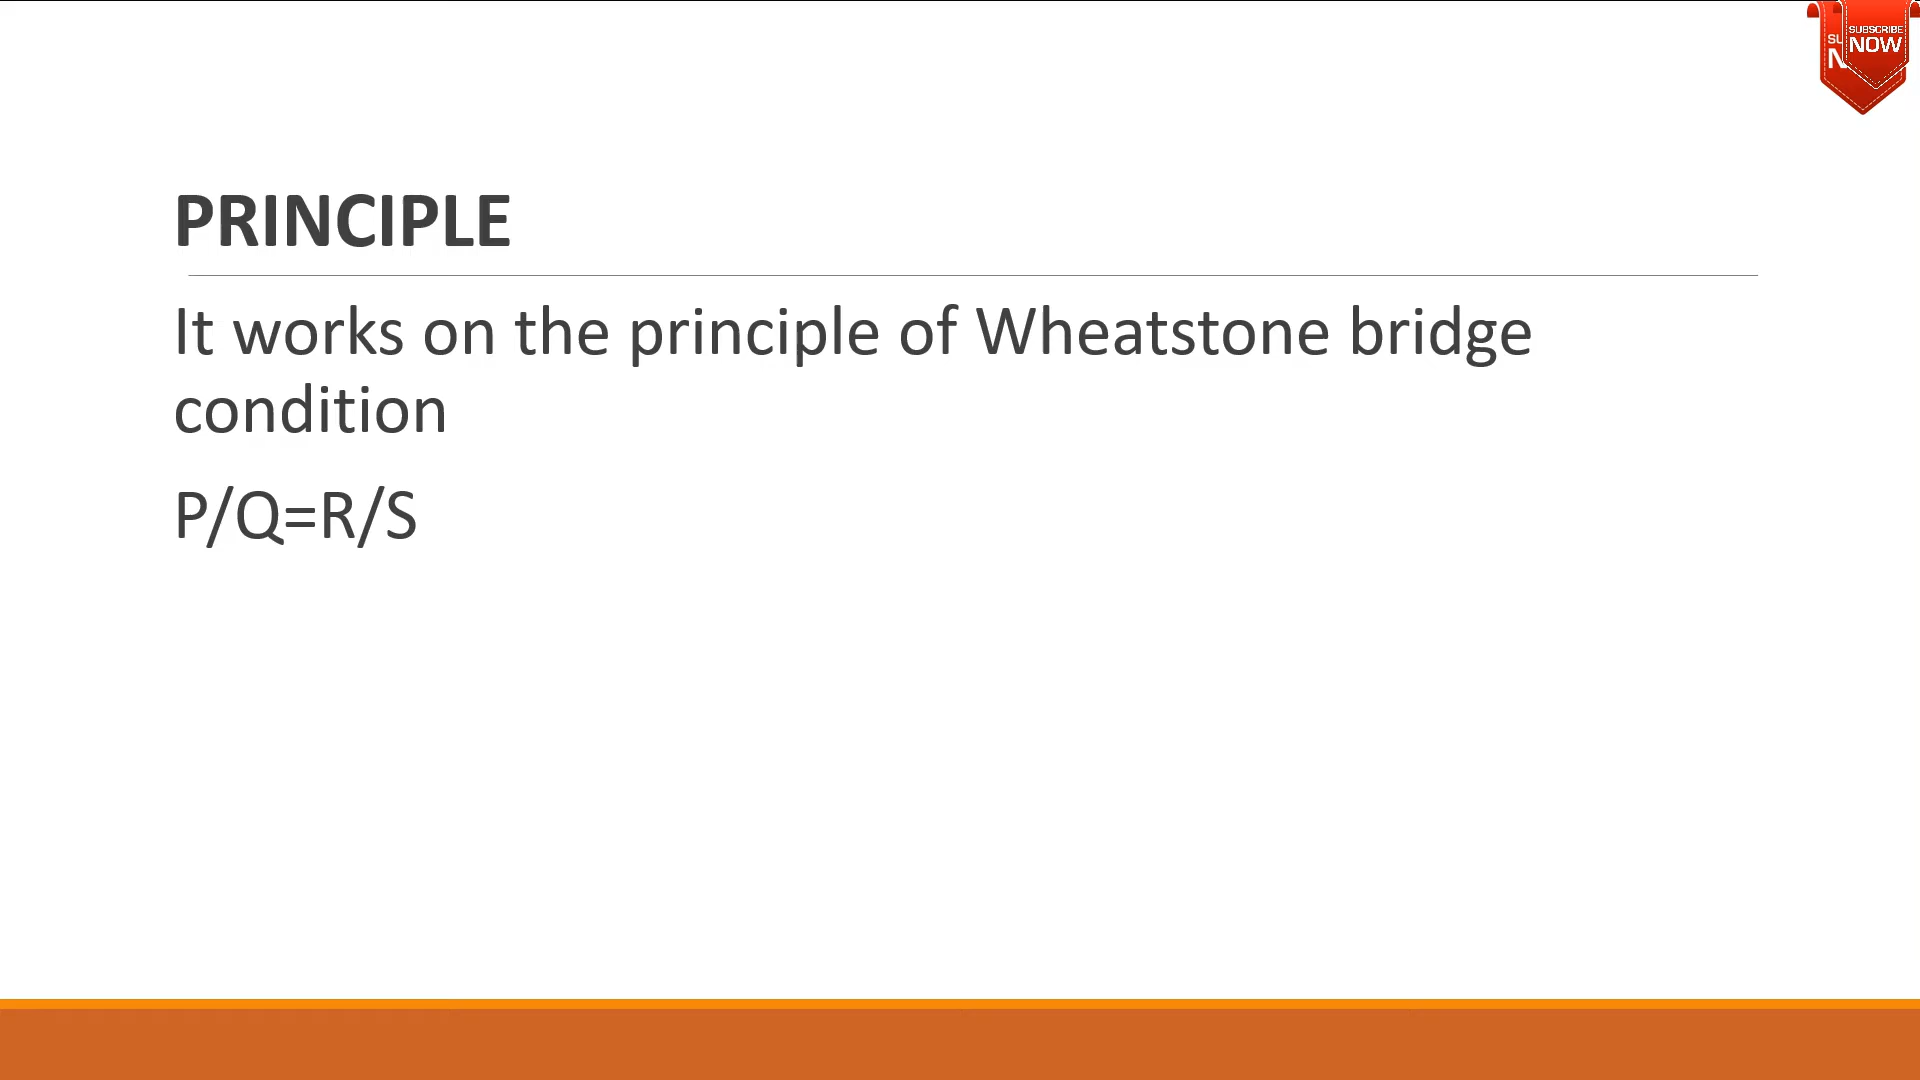 SUBSCRIBE
NOW
PRINCIPLE
It works on the principle of Wheatstone bridge
condition
P/Q=R/S